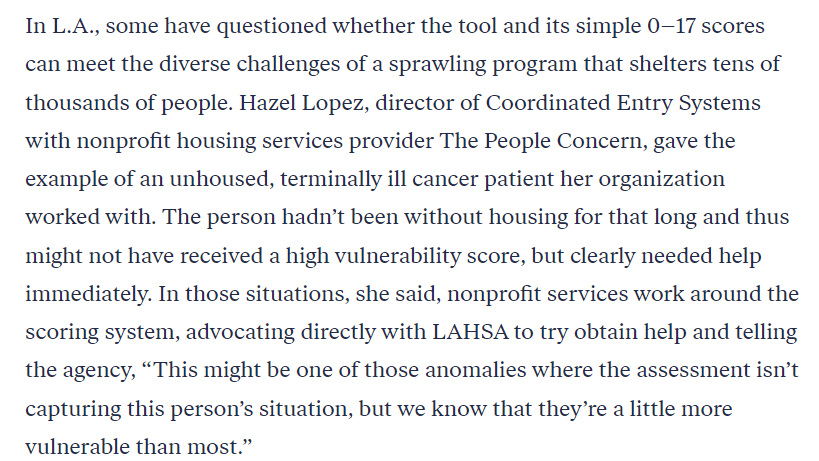 In L.A., some have questioned whether the tool and its simple 0–17 scores
can meet the diverse challenges of a sprawling program that shelters tens of
thousands of people. Hazel Lopez, director of Coordinated Entry Systems
with nonprofit housing services provider The People Concern, gave the
example of an unhoused, terminally ill cancer patient her organization
worked with. The person hadn’t been without housing for that long and thus
might not have received a high vulnerability score, but clearly needed help
immediately. In those situations, she said, nonprofit services work around the
scoring system, advocating directly with LAHSA to try obtain help and telling
the agency, “This might be one of those anomalies where the assessment isn’t
capturing this person’s situation, but we know that they’re a little more
vulnerable than most.”